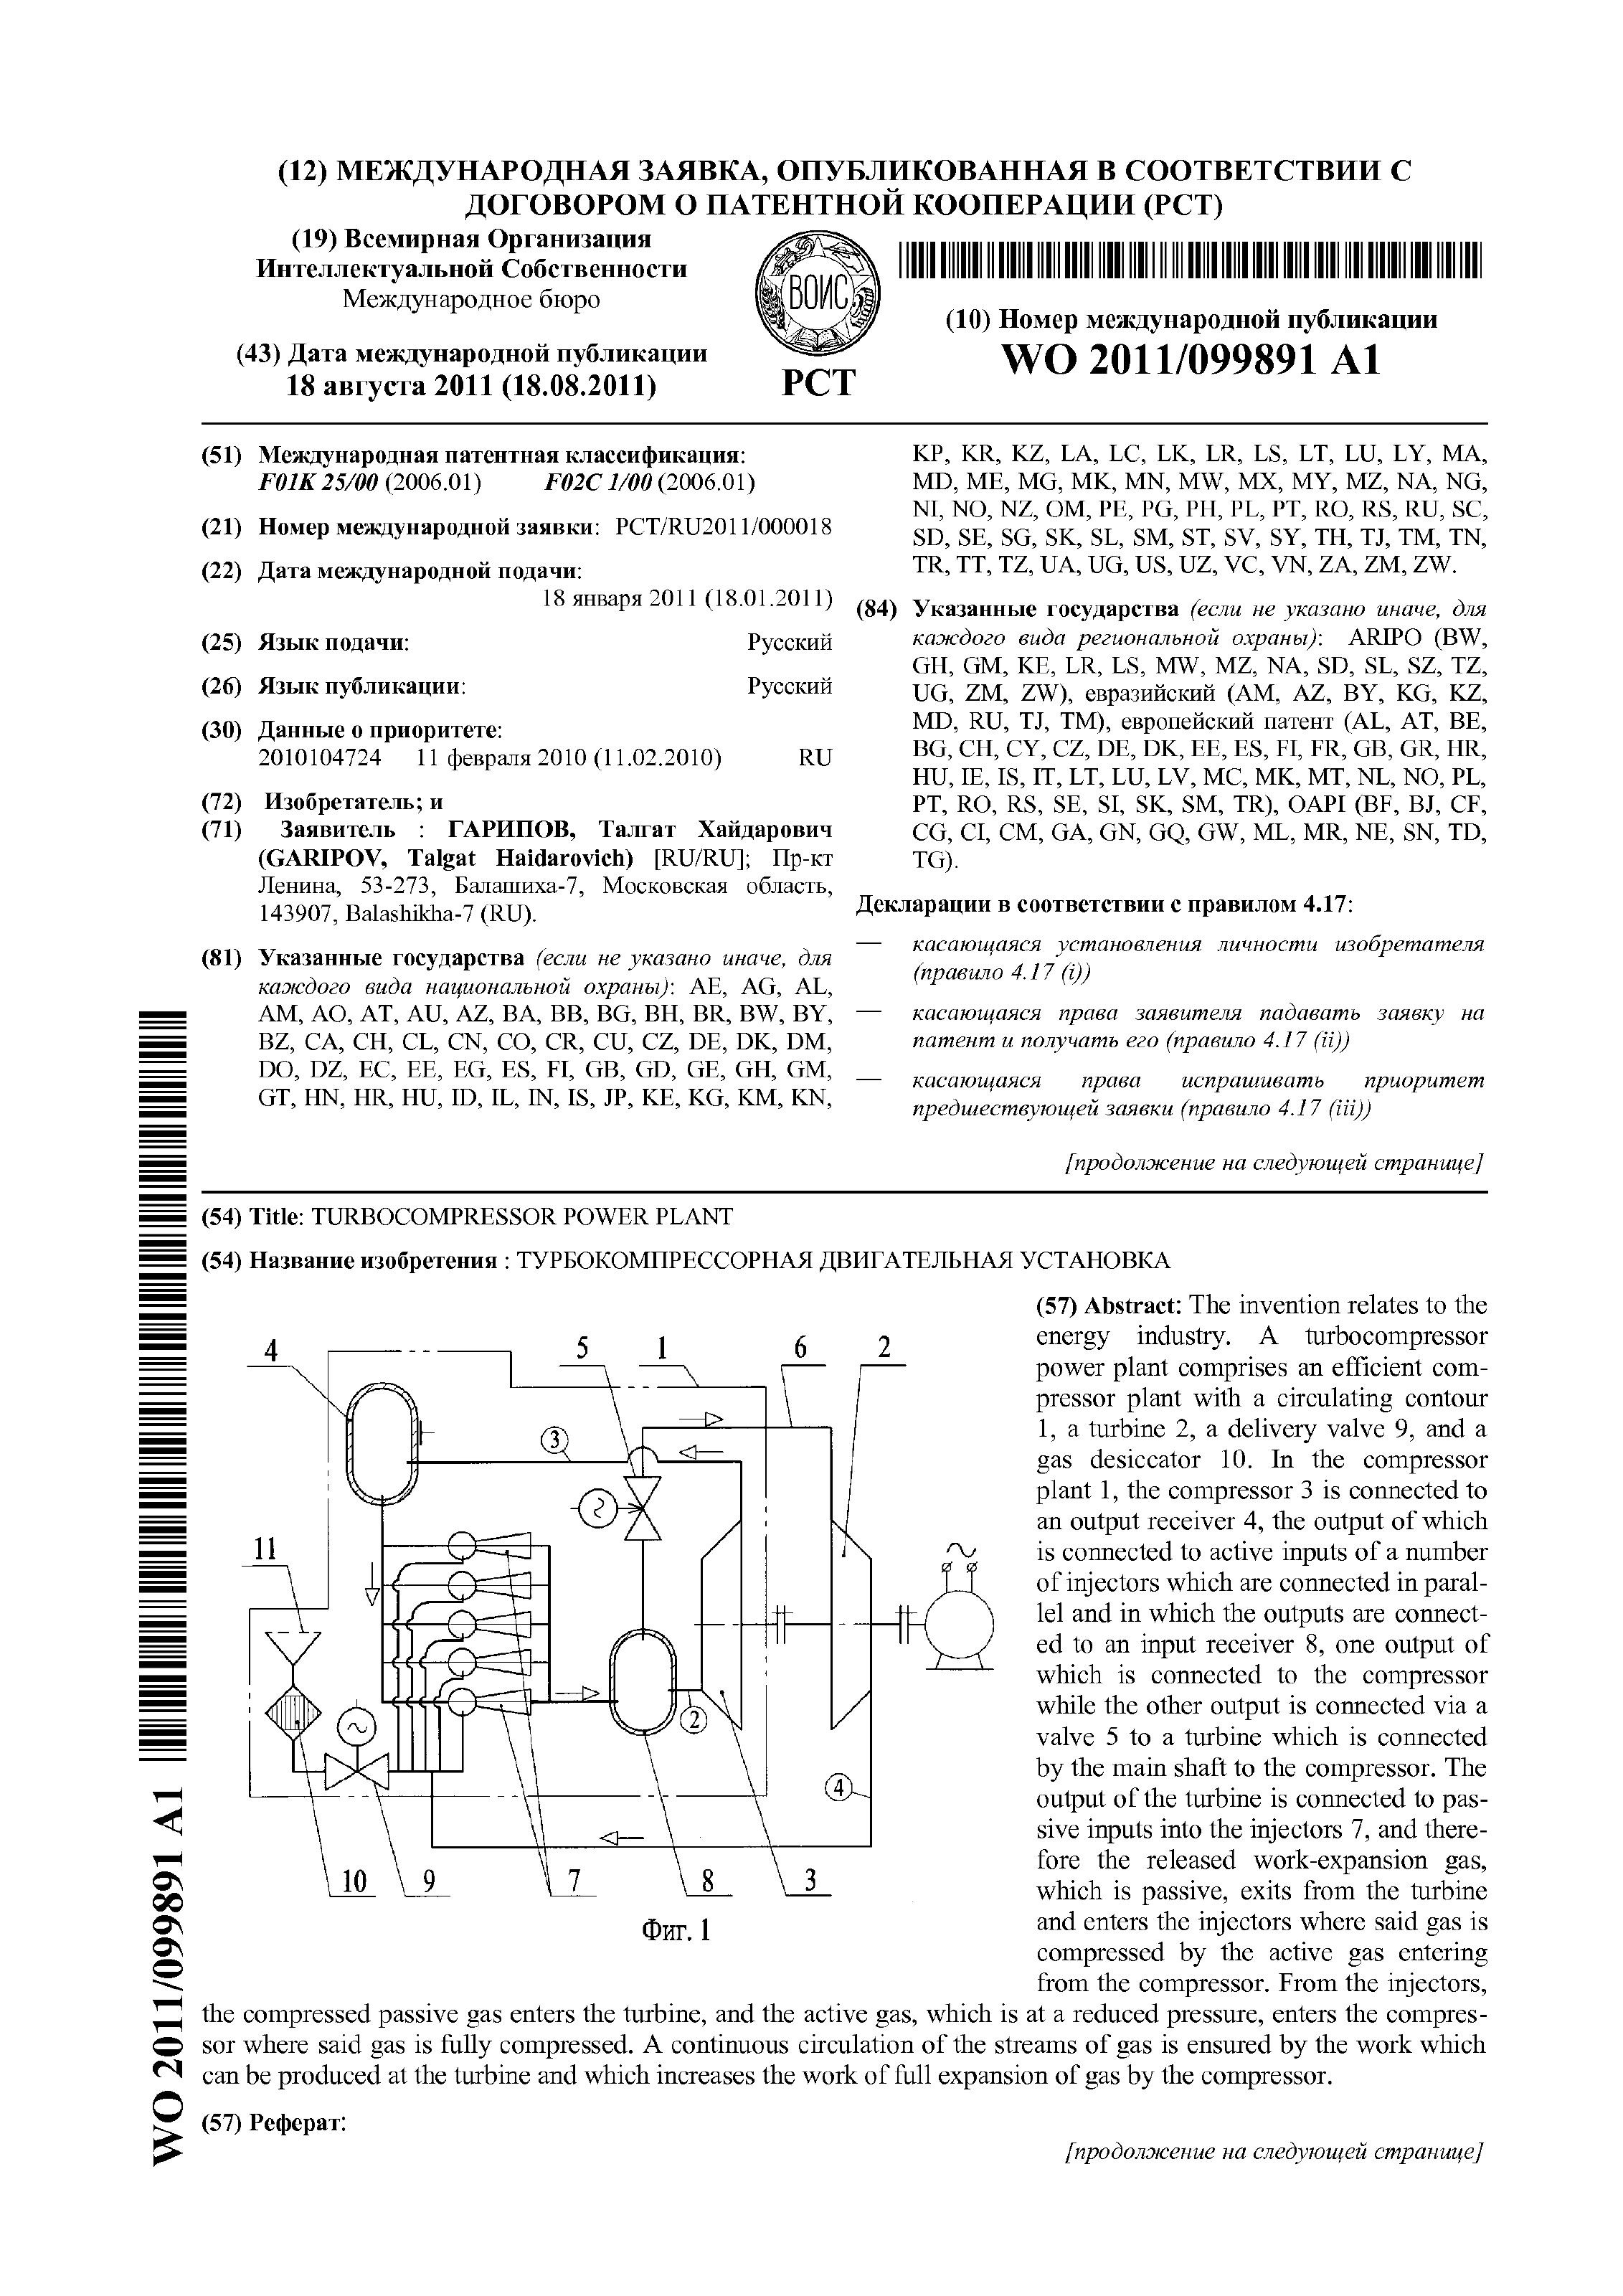 (12) МЕЖДУНАРОДНАЯ ЗАЯВКА, ОПУБЛИКОВАННАЯ В СООТВЕТСТВИИ С
ДОГОВОРОМ О ПАТЕНТНОЙ КООПЕРАЦИИ (РСТ)
(19) Всемирная Организация
Интеллектуальной Собственности
Международное бюро
(43) Дата международной публикации
18 августа 2011 (18.08.2011)
ВОИС
PCT
(10) Номер международной публикации
WO 2011/099891 A1
(51) Международная патентная классификация:
F01K 25/00 (2006.01) F02C 1/00 (2006.01)
(21) Номер международной заявки: PCT/RU2011/000018
(22) Дата международной подачи:
18 января 2011 (18.01.2011)
(25) Язык подачи: Русский
(26) Язык публикации: Русский
(30) Данные о приоритете:
2010104724 11 февраля 2010 (11.02.2010) RU
(72) Изобретатель; и
(71) Заявитель : ГАРИПОВ, Талгат Хайдарович
(GARIPOV, Talgat Haidarovich) [RU/RU]; Пр-кт
Ленина, 53-273, Балашиха-7, Московская область,
143907, Balashikha-7 (RU).
(81) Указанные государства (если не указано иначе, для
каждого вида национальной охраны): AE, AG, AL,
AM, AO, AT, AU, AZ, BA, BB, BG, BH, BR, BW, BY,
BZ, CA, CH, CL, CN, CO, CR, CU, CZ, DE, DK, DM,
DO, DZ, EC, EE, EG, ES, FI, GB, GD, GE, GH, GM,
GT, HN, HR, HU, ID, IL, IN, IS, JP, KE, KG, KM, KN,
KP, KR, KZ, LA, LC, LK, LR, LS, LT, LU, LY, MA,
MD, ME, MG, MK, MN, MW, MX, MY, MZ, NA, NG,
NI, NO, NZ, OM, PE, PG, PH, PL, PT, RO, RS, RU, SC,
SD, SE, SG, SK, SL, SM, ST, SV, SY, TH, TJ, TM, TN,
TR, TT, TZ, UA, UG, US, UZ, VC, VN, ZA, ZM, ZW.
(84) Указанные государства (если не указано иначе, для
каждого вида региональной охраны): ARIPO (BW,
GH, GM, KE, LR, LS, MW, MZ, NA, SD, SL, SZ, TZ,
UG, ZM, ZW), евразийский (AM, AZ, BY, KG, KZ,
MD, RU, TJ, TM), европейский патент (AL, AT, BE,
BG, CH, CY, CZ, DE, DK, EE, ES, FI, FR, GB, GR, HR,
HU, IE, IS, IT, LT, LU, LV, MC, MK, MT, NL, NO, PL,
PT, RO, RS, SE, SI, SK, SM, TR), OAPI (BF, BJ, CF,
CG, CI, CM, GA, GN, GQ, GW, ML, MR, NE, SN, TD,
TG).
Декларации в соответствии с правилом 4.17:
— касающаяся установления личности изобретателя
(правило 4.17 (i))
— касающаяся права заявителя падавать заявку на
патент и получать его (правило 4.17 (ii))
— касающаяся права испрашивать приоритет
предшествующей заявки (правило 4.17 (iii))
[продолжение на следующей странице]
(54) Title: TURBOCOMPRESSOR POWER PLANT
(54) Название изобретения : ТУРБОКОМПРЕССОРНАЯ ДВИГАТЕЛЬНАЯ УСТАНОВКА
4 5 1 6 2
3
11
2
4
10 9 7 8 3
Фиг. 1
(57) Abstract: The invention relates to the
energy industry. A turbocompressor
power plant comprises an efficient com-
pressor plant with a circulating contour
1, a turbine 2, a delivery valve 9, and a
gas desiccator 10. In the compressor
plant 1, the compressor 3 is connected to
an output receiver 4, the output of which
is connected to active inputs of a number
of injectors which are connected in paral-
lel and in which the outputs are connect-
ed to an input receiver 8, one output of
which is connected to the compressor
while the other output is connected via a
valve 5 to a turbine which is connected
by the main shaft to the compressor. The
output of the turbine is connected to pas-
sive inputs into the injectors 7, and there-
fore the released work-expansion gas,
which is passive, exits from the turbine
and enters the injectors where said gas is
compressed by the active gas entering
from the compressor. From the injectors,
the compressed passive gas enters the turbine, and the active gas, which is at a reduced pressure, enters the compres-
sor where said gas is fully compressed. A continuous circulation of the streams of gas is ensured by the work which
can be produced at the turbine and which increases the work of full expansion of gas by the compressor.
(57) Реферат:
[продолжение на следующей странице]
WO 2011/099891 A1